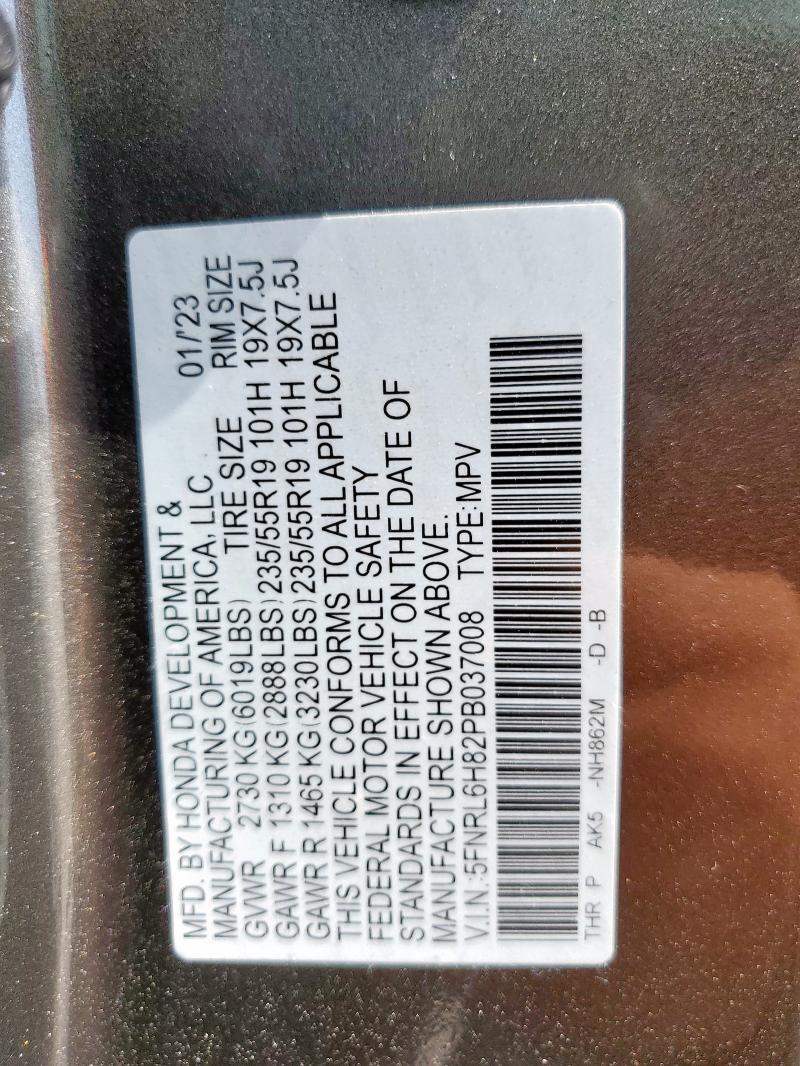 MFD. BY HONDA DEVELOPMENT &
MANUFACTURING OF AMERICA, LLC 01/'23
GVWR 2730 KG(6019LBS) TIRE SIZE RIM SIZE
GAWR F 1310 KG(2888LBS)235/55R19 101H 19X7.5J
GAWR R 1465 KG(3230LBS)235/55R19 101H 19X7.5J
THIS VEHICLE CONFORMS TO ALL APPLICABLE
FEDERAL MOTOR VEHICLE SAFETY
STANDARDS IN EFFECT ON THE DATE OF
MANUFACTURE SHOWN ABOVE.
V.I.N.:5FNRL6H82PB037008 TYPE:MPV
THR P AK5 -NH862M -D -B